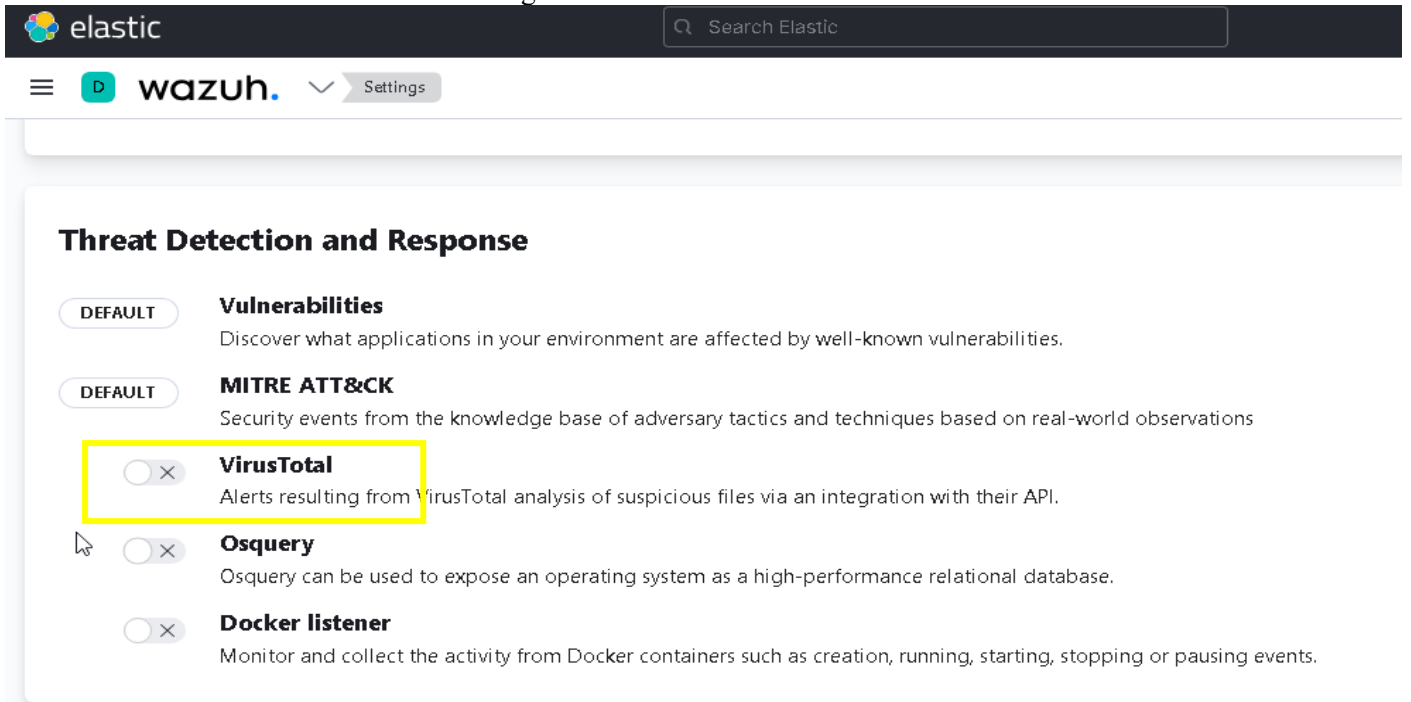 elastic
Search Elastic
D wazuh. Settings
Threat Detection and Response
DEFAULT Vulnerabilities
Discover what applications in your environment are affected by well-known vulnerabilities.
DEFAULT MITRE ATT&CK
Security events from the knowledge base of adversary tactics and techniques based on real-world observations
VirusTotal
Alerts resulting from VirusTotal analysis of suspicious files via an integration with their API.
Osquery
Osquery can be used to expose an operating system as a high-performance relational database.
Docker listener
Monitor and collect the activity from Docker containers such as creation, running, starting, stopping or pausing events.